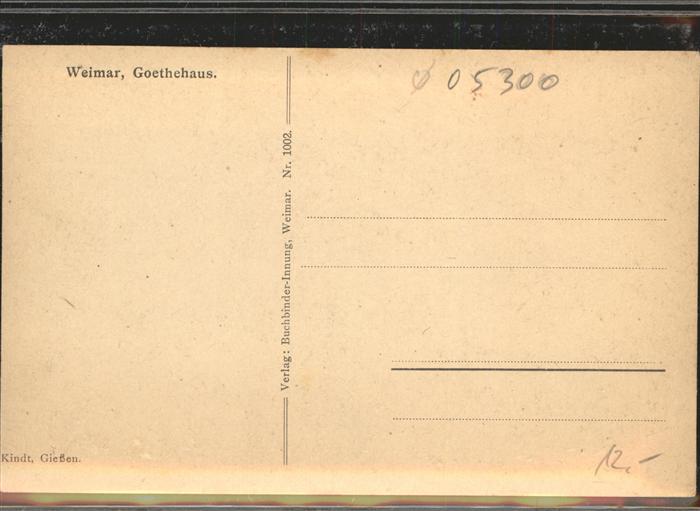 Weimar, Goethehaus.
05300
Verlag: Buchbinder-Innung, Weimar. Nr. 1002.
Kindt, Gießen.
12,-